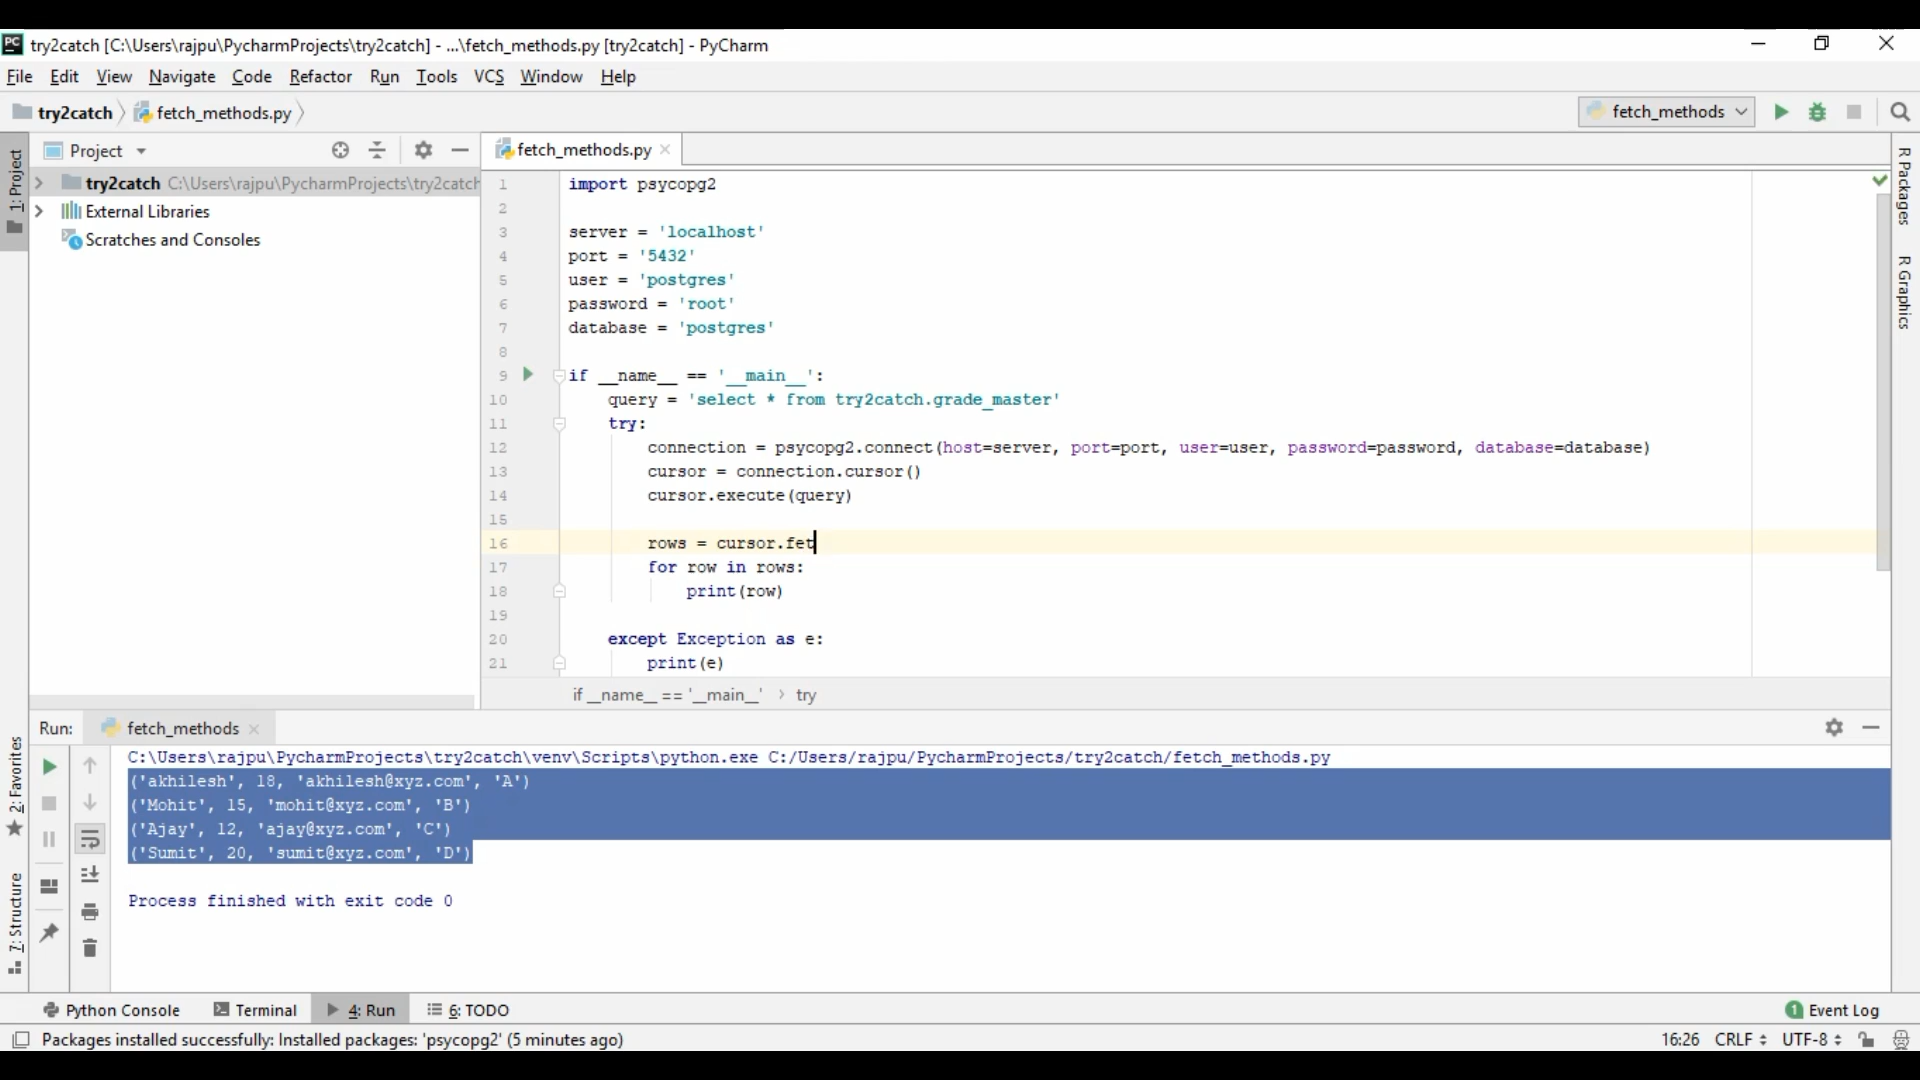 try2catch [C:\Users\rajpu\PycharmProjects\try2catch] - ...\fetch_methods.py [try2catch] - PyCharm
File Edit View Navigate Code Refactor Run Tools VCS Window Help
try2catch fetch_methods.py fetch_methods
Project fetch_methods.py
try2catch C:\Users\rajpu\PycharmProjects\try2catch
External Libraries
Scratches and Consoles
1: Project
1 import psycopg2
2
3 server = 'localhost'
4 port = '5432'
5 user = 'postgres'
6 password = 'root'
7 database = 'postgres'
8
9 if __name__ == '__main__':
10 query = 'select * from try2catch.grade_master'
11 try:
12 connection = psycopg2.connect(host=server, port=port, user=user, password=password, database=database)
13 cursor = connection.cursor()
14 cursor.execute(query)
15
16 rows = cursor.fet
17 for row in rows:
18 print(row)
19
20 except Exception as e:
21 print(e)
if __name__ == '__main__' › try
R Packages
R Graphics
Run: fetch_methods
C:\Users\rajpu\PycharmProjects\try2catch\venv\Scripts\python.exe C:/Users/rajpu/PycharmProjects/try2catch/fetch_methods.py
('akhilesh', 18, 'akhilesh@xyz.com', 'A')
('Mohit', 15, 'mohit@xyz.com', 'B')
('Ajay', 12, 'ajay@xyz.com', 'C')
('Sumit', 20, 'sumit@xyz.com', 'D')
Process finished with exit code 0
2: Favorites
7: Structure
Python Console Terminal 4: Run 6: TODO 1 Event Log
Packages installed successfully: Installed packages: 'psycopg2' (5 minutes ago) 16:26 CRLF UTF-8